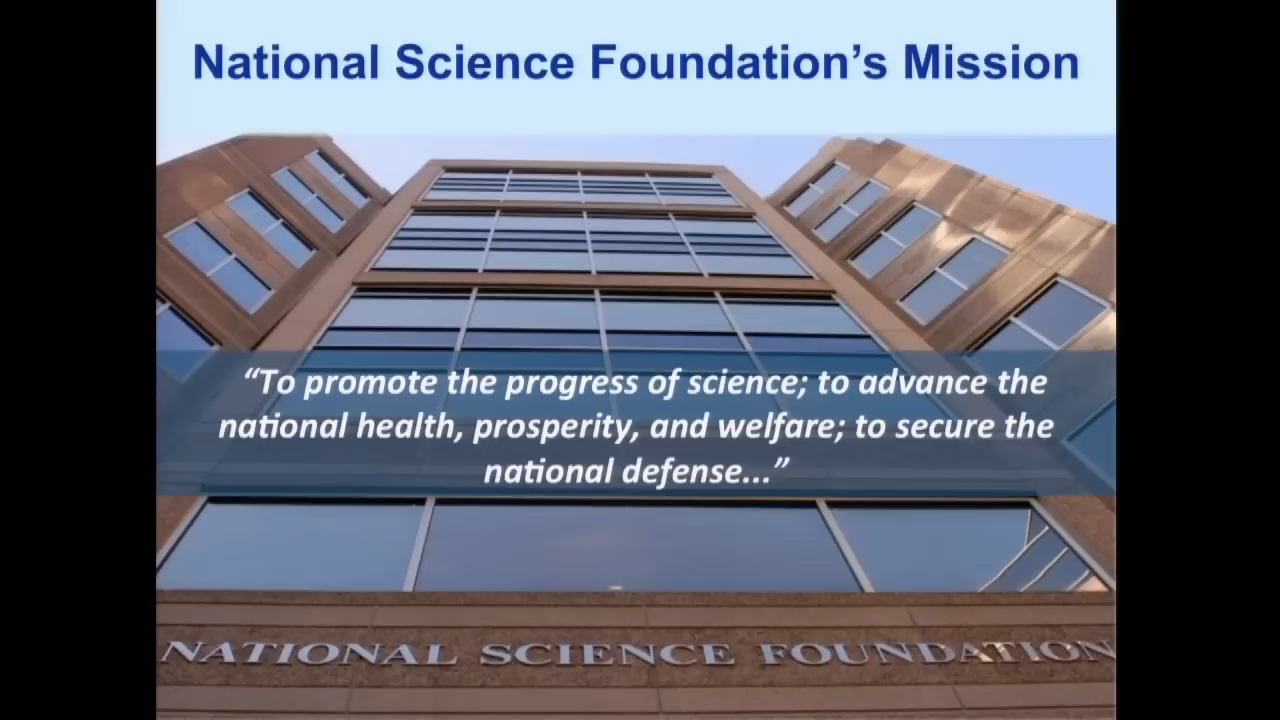 National Science Foundation’s Mission
“To promote the progress of science; to advance the
national health, prosperity, and welfare; to secure the
national defense...”
NATIONAL SCIENCE FOUNDATION